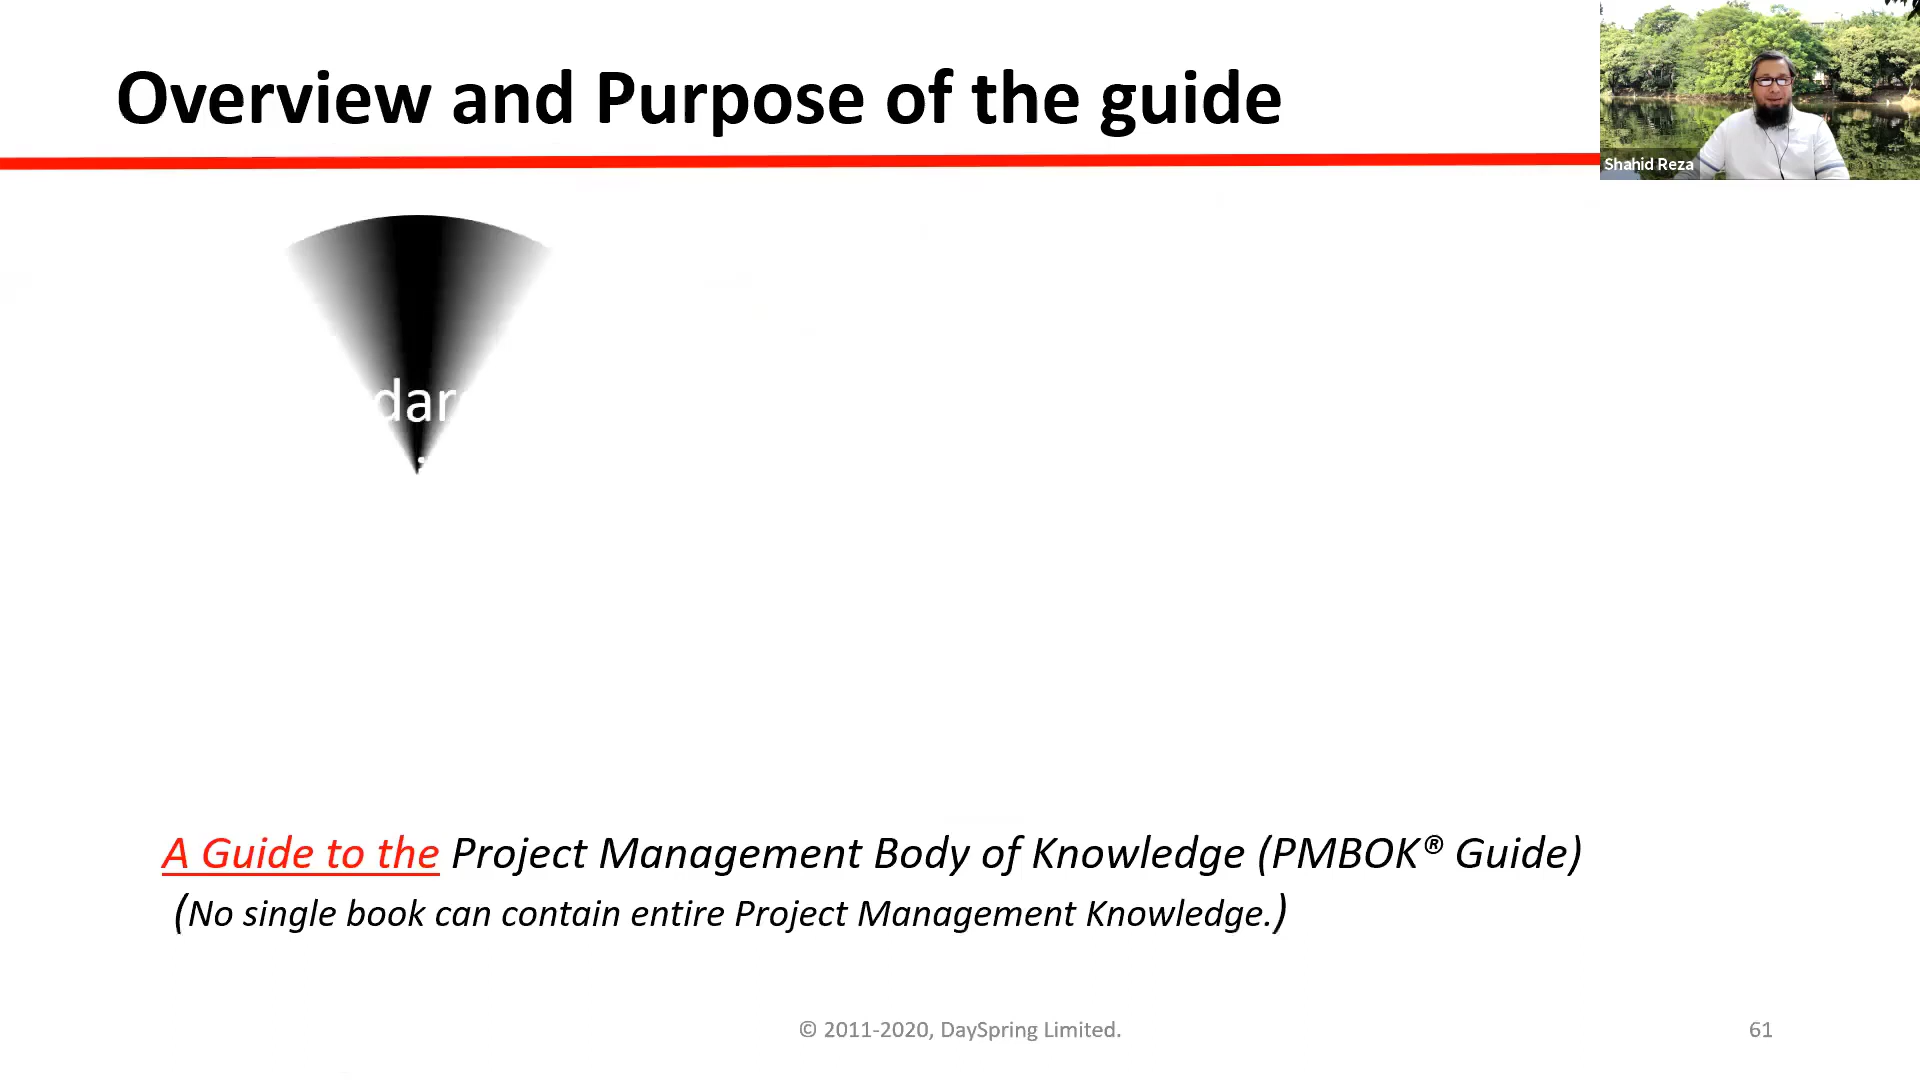 Overview and Purpose of the guide
Shahid Reza
A Guide to the Project Management Body of Knowledge (PMBOK® Guide)
(No single book can contain entire Project Management Knowledge.)
© 2011-2020, DaySpring Limited.
61